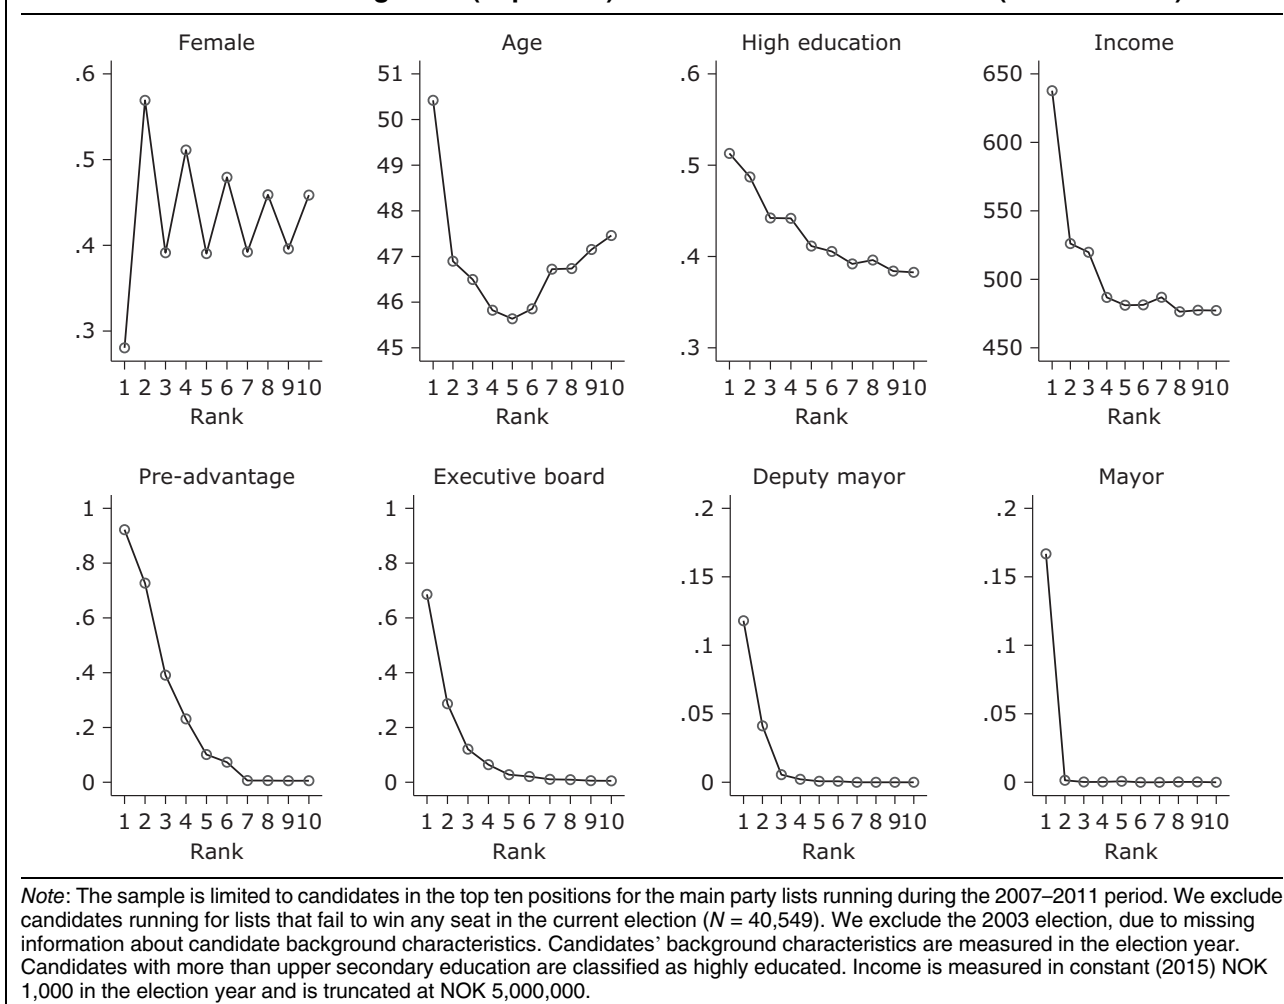 Female Age High education Income
.6 51 .6 650
50 600
.5 49 .5
48 550
.4 47 .4 500
46
.3 45 .3 450
1 2 3 4 5 6 7 8 910 1 2 3 4 5 6 7 8 910 1 2 3 4 5 6 7 8 910 1 2 3 4 5 6 7 8 910
Rank Rank Rank Rank
Pre-advantage Executive board Deputy mayor Mayor
1 1 .2 .2
.8 .8 .15 .15
.6 .6
.4 .4 .1 .1
.2 .2 .05 .05
0 0 0 0
1 2 3 4 5 6 7 8 910 1 2 3 4 5 6 7 8 910 1 2 3 4 5 6 7 8 910 1 2 3 4 5 6 7 8 910
Rank Rank Rank Rank
Note: The sample is limited to candidates in the top ten positions for the main party lists running during the 2007–2011 period. We exclude
candidates running for lists that fail to win any seat in the current election (N = 40,549). We exclude the 2003 election, due to missing
information about candidate background characteristics. Candidates’ background characteristics are measured in the election year.
Candidates with more than upper secondary education are classified as highly educated. Income is measured in constant (2015) NOK
1,000 in the election year and is truncated at NOK 5,000,000.